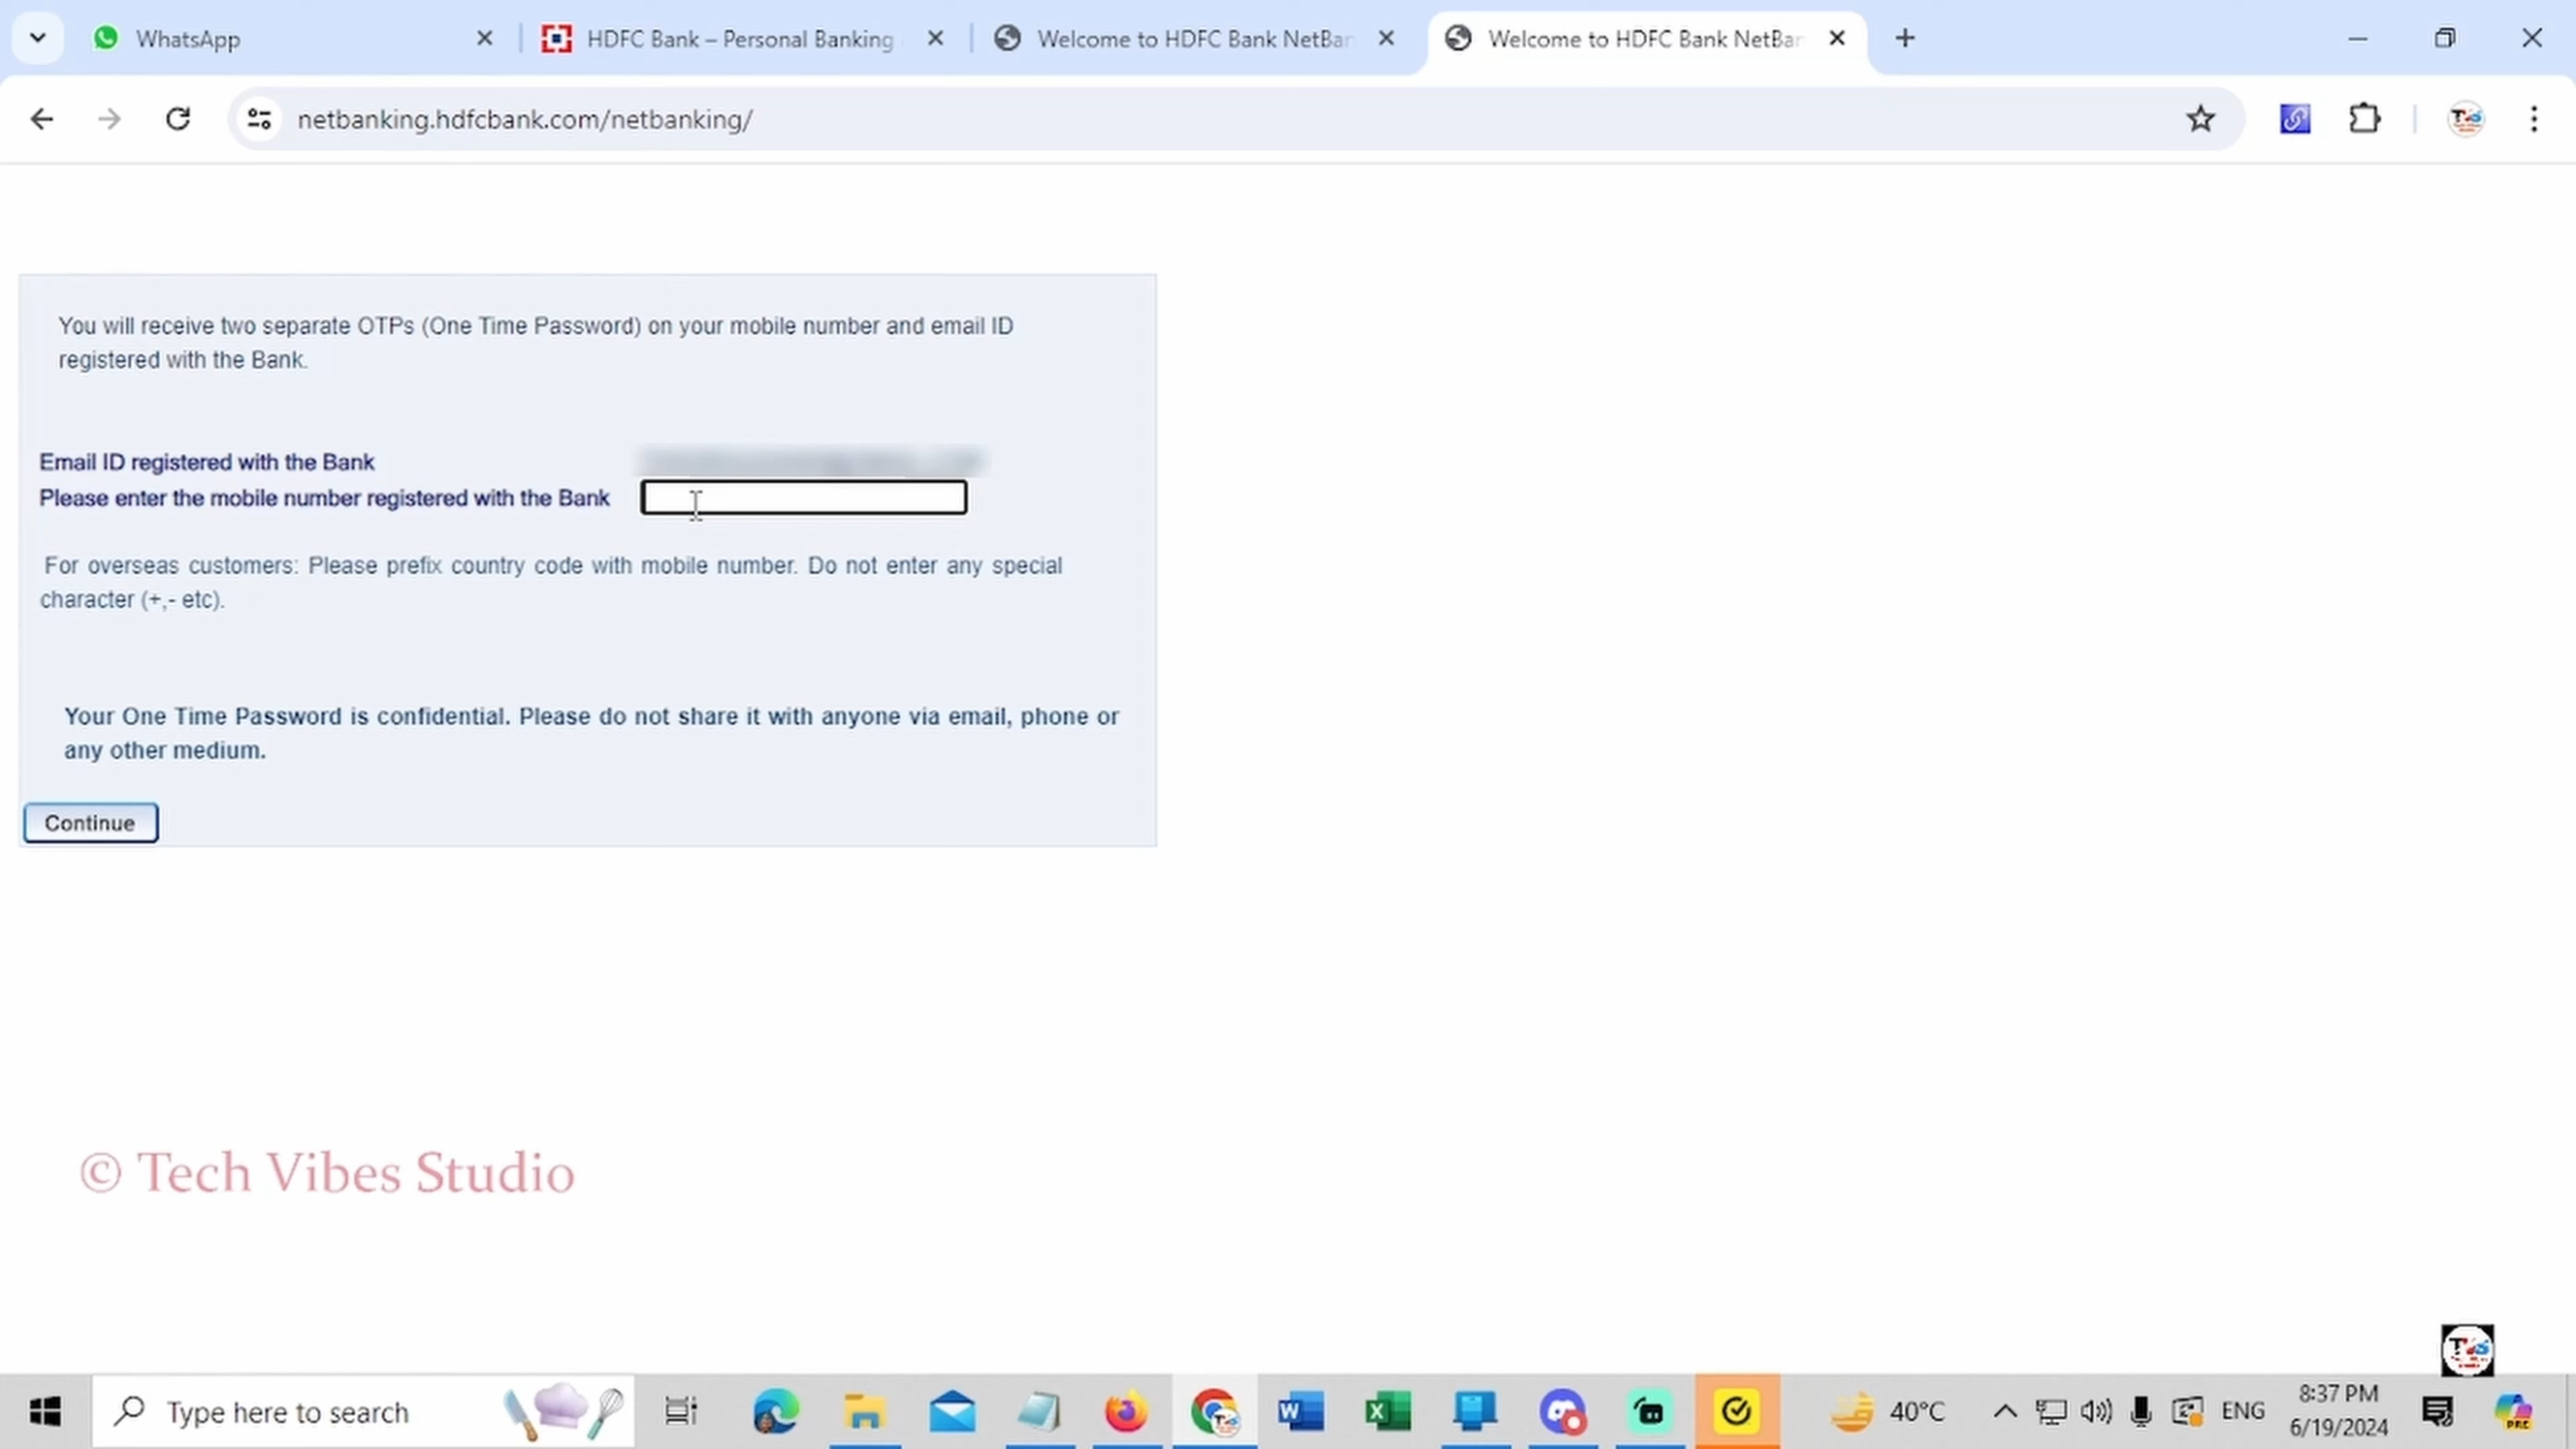 WhatsApp
HDFC Bank – Personal Banking
Welcome to HDFC Bank NetBan
Welcome to HDFC Bank NetBan
netbanking.hdfcbank.com/netbanking/
You will receive two separate OTPs (One Time Password) on your mobile number and email ID
registered with the Bank.
Email ID registered with the Bank
Please enter the mobile number registered with the Bank
For overseas customers: Please prefix country code with mobile number. Do not enter any special
character (+,- etc).
Your One Time Password is confidential. Please do not share it with anyone via email, phone or
any other medium.
Continue
© Tech Vibes Studio
Type here to search
40°C
ENG
8:37 PM
6/19/2024